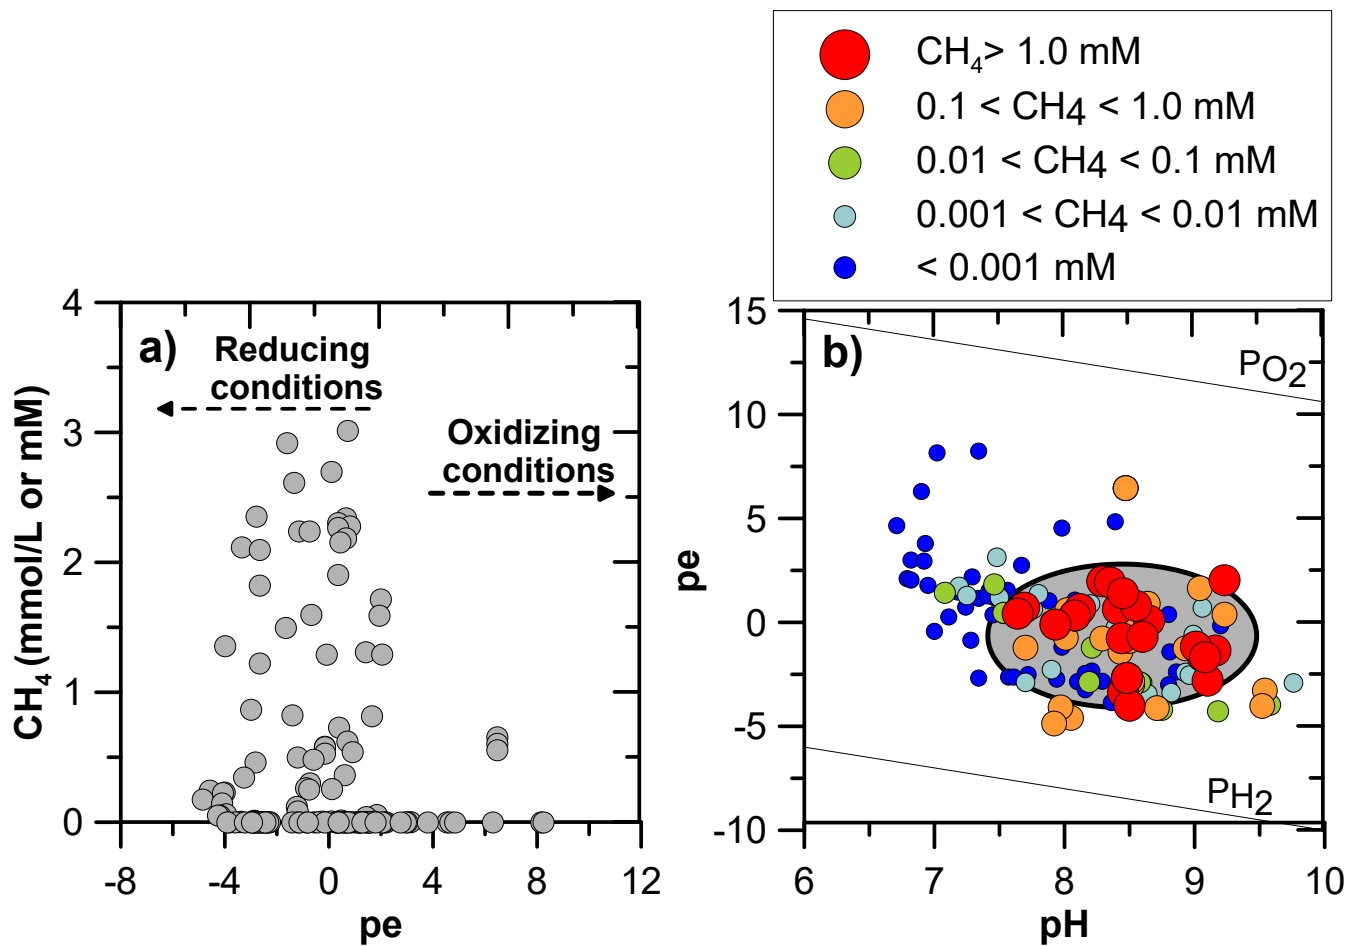 CH₄> 1.0 mM
0.1 < CH4 < 1.0 mM
0.01 < CH4 < 0.1 mM
0.001 < CH4 < 0.01 mM
< 0.001 mM
a)
Reducing
conditions
Oxidizing
conditions
CH₄ (mmol/L or mM)
4
3
2
1
0
-8 -4 0 4 8 12
pe
b)
PO2
PH2
pe
15
10
5
0
-5
-10
6 7 8 9 10
pH